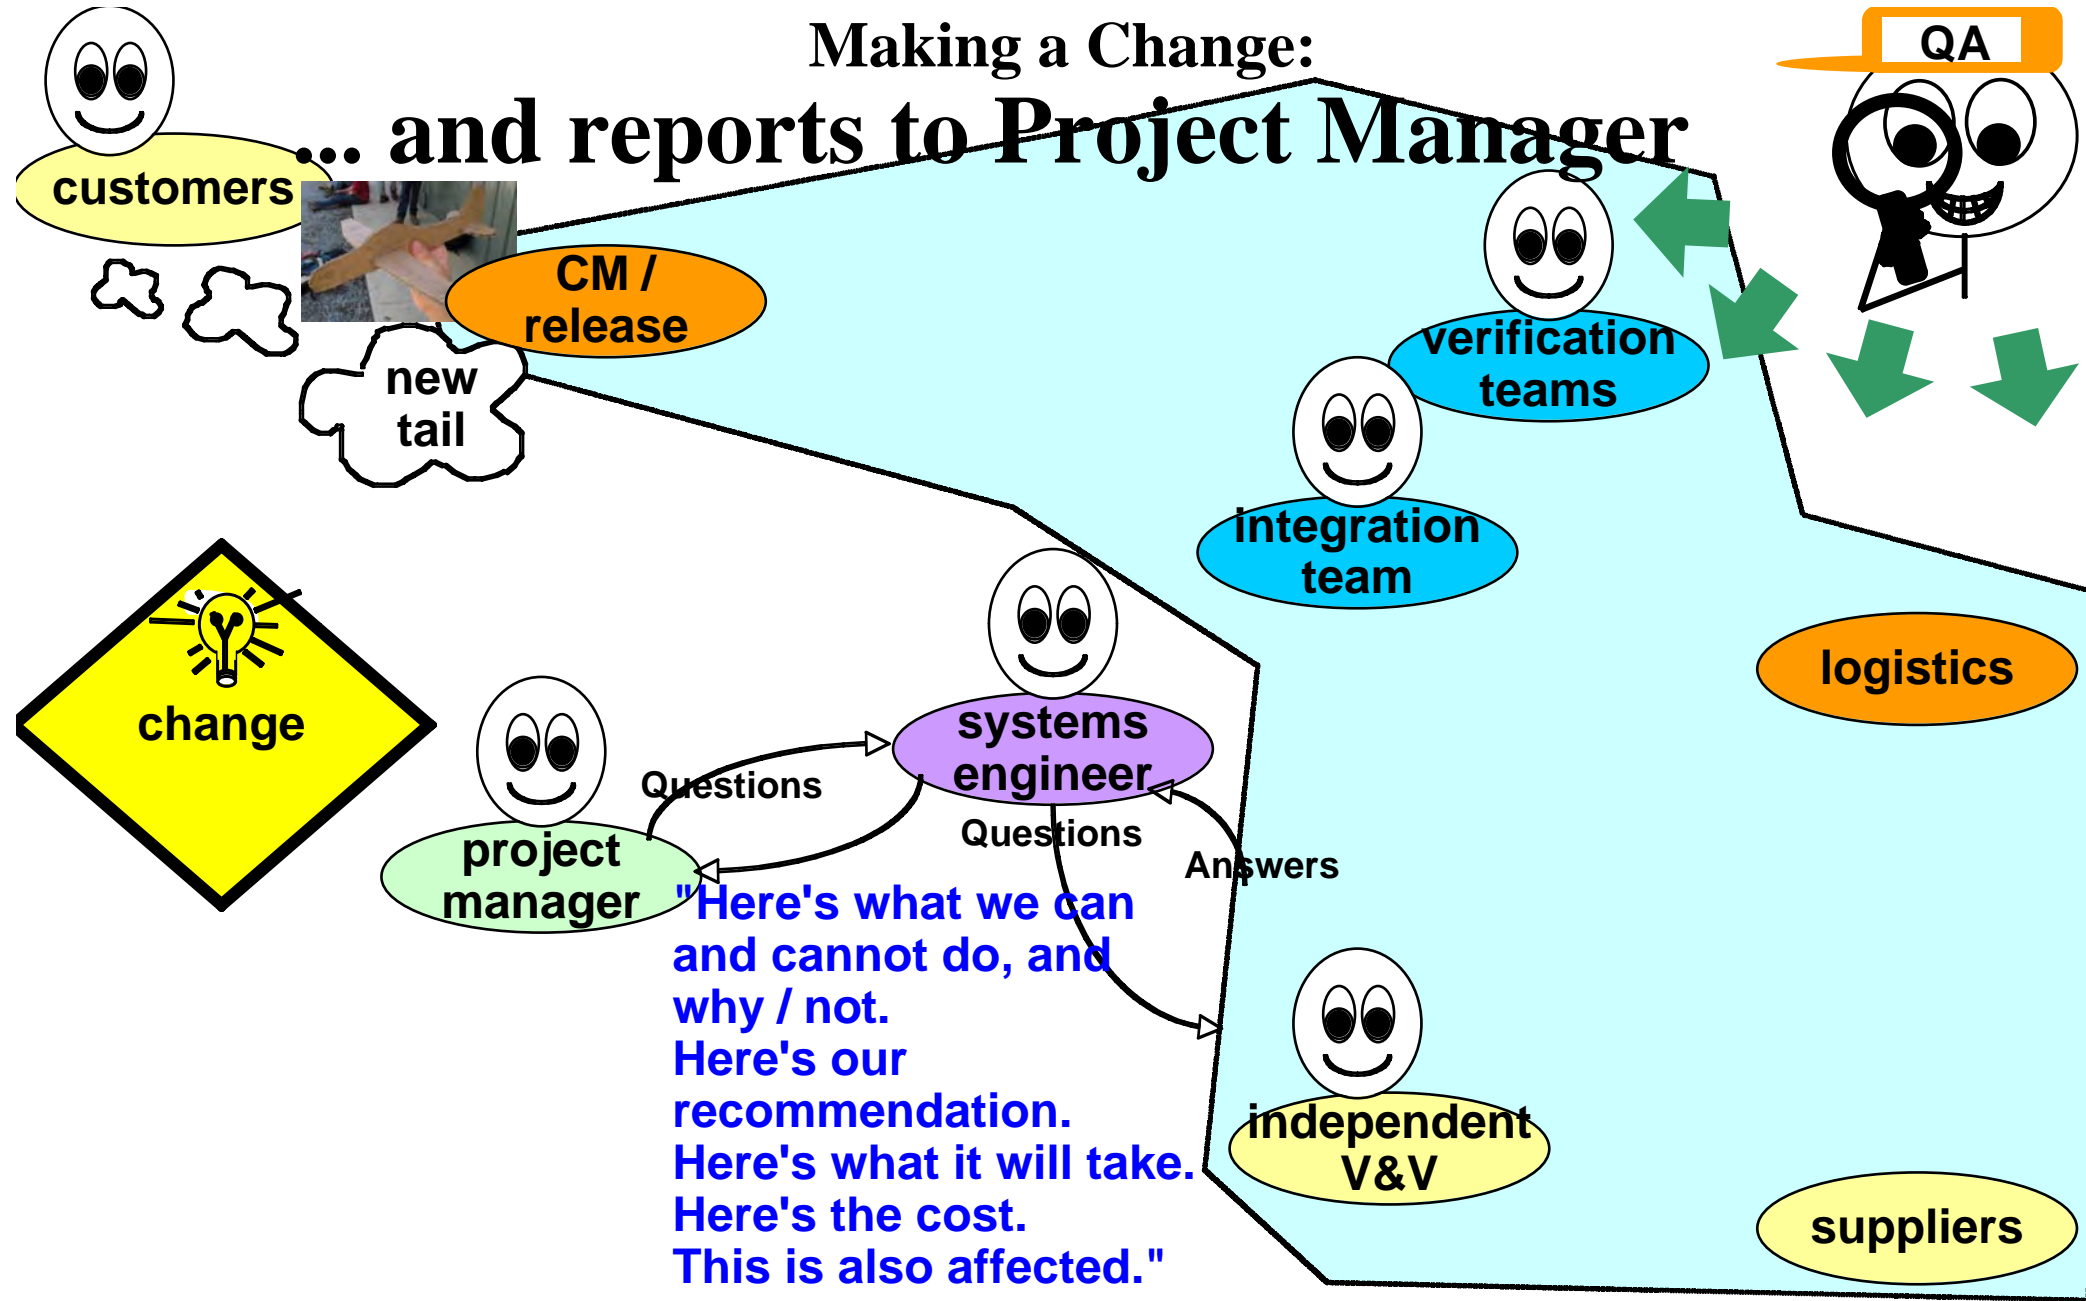 Making a Change:
... and reports to Project Manager
QA
customers
CM /
release
new
tail
verification
teams
integration
team
change
logistics
systems
engineer
Questions
project
manager
Questions
Answers
"Here's what we can
and cannot do, and
why / not.
Here's our
recommendation.
Here's what it will take.
Here's the cost.
This is also affected."
independent
V&V
suppliers